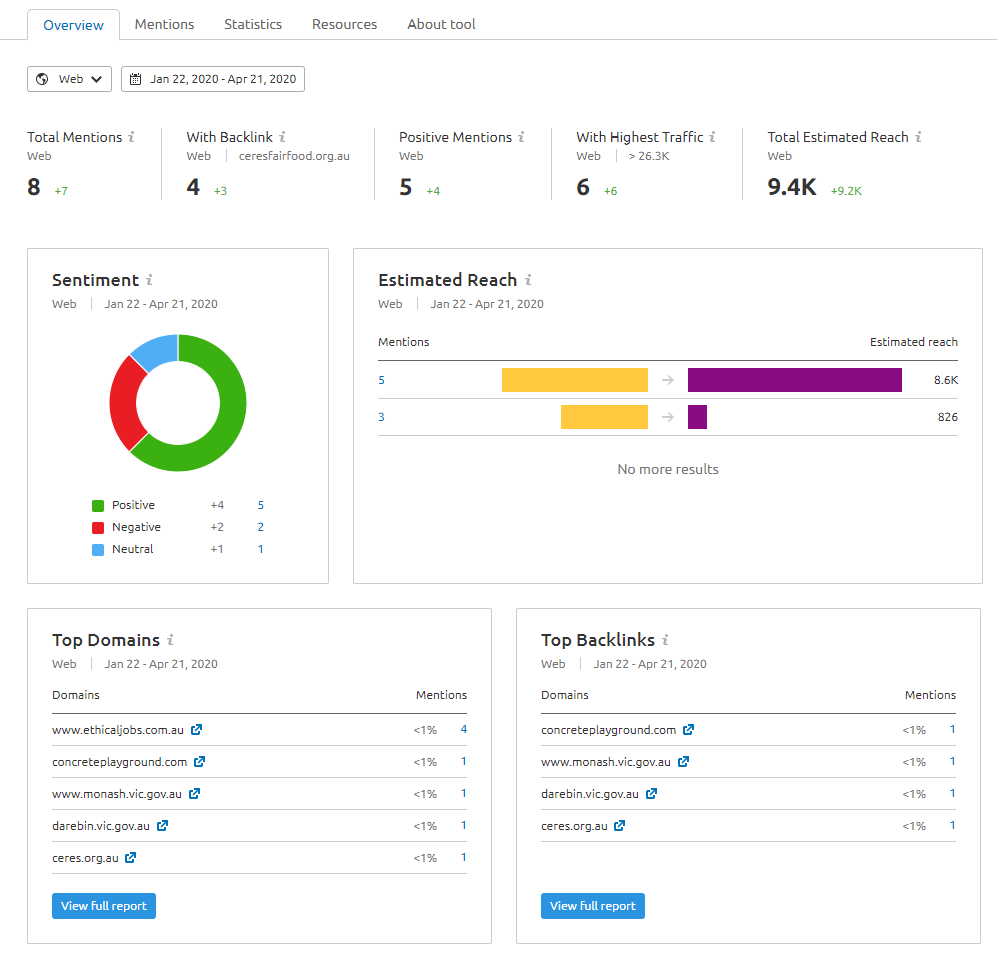 Overview Mentions Statistics Resources About tool
Web Jan 22, 2020 - Apr 21, 2020
Total Mentions i With Backlink i Positive Mentions i With Highest Traffic i Total Estimated Reach i
Web Web ceresfairfood.org.au Web Web > 26.3K Web
8 +7 4 +3 5 +4 6 +6 9.4K +9.2K
Sentiment i
Web Jan 22 - Apr 21, 2020
Positive +4 5
Negative +2 2
Neutral +1 1
Estimated Reach i
Web Jan 22 - Apr 21, 2020
Mentions Estimated reach
5 8.6K
3 826
No more results
Top Domains i
Web Jan 22 - Apr 21, 2020
Domains Mentions
www.ethicaljobs.com.au <1% 4
concreteplayground.com <1% 1
www.monash.vic.gov.au <1% 1
darebin.vic.gov.au <1% 1
ceres.org.au <1% 1
View full report
Top Backlinks i
Web Jan 22 - Apr 21, 2020
Domains Mentions
concreteplayground.com <1% 1
www.monash.vic.gov.au <1% 1
darebin.vic.gov.au <1% 1
ceres.org.au <1% 1
View full report